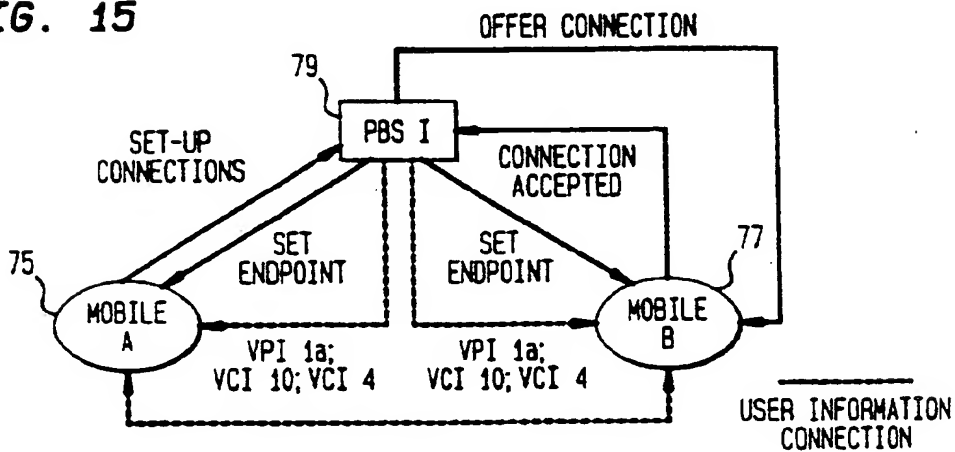 IG. 15
OFFER CONNECTION
79
PBS I
SET-UP
CONNECTIONS
CONNECTION
ACCEPTED
75
SET
ENDPOINT
SET
ENDPOINT
77
MOBILE
A
MOBILE
B
VPI 1a;
VCI 10; VCI 4
VPI 1a;
VCI 10; VCI 4
USER INFORMATION
CONNECTION